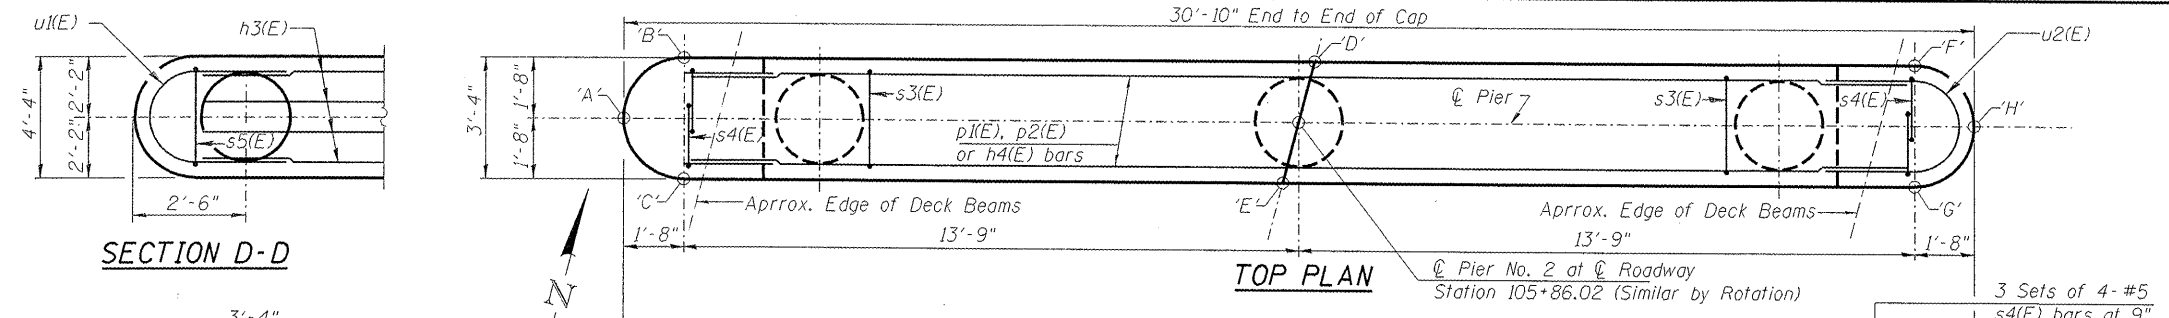 u1(E)
h3(E)
4'-4"
2'-2"
2'-2"
s5(E)
2'-6"
SECTION D-D
3'-4"
30'-10" End to End of Cap
'B'
'D'
'F'
u2(E)
3'-4"
1'-8"
1'-8"
'A'
s3(E)
s4(E)
p1(E), p2(E)
or h4(E) bars
℄ Pier
s3(E)
s4(E)
'H'
'C'
'E'
'G'
Aprrox. Edge of Deck Beams
Aprrox. Edge of Deck Beams
1'-8"
13'-9"
13'-9"
1'-8"
N
TOP PLAN
℄ Pier No. 2 at ℄ Roadway
Station 105+86.02 (Similar by Rotation)
3 Sets of 4- #5
s4(E) bars at 9"